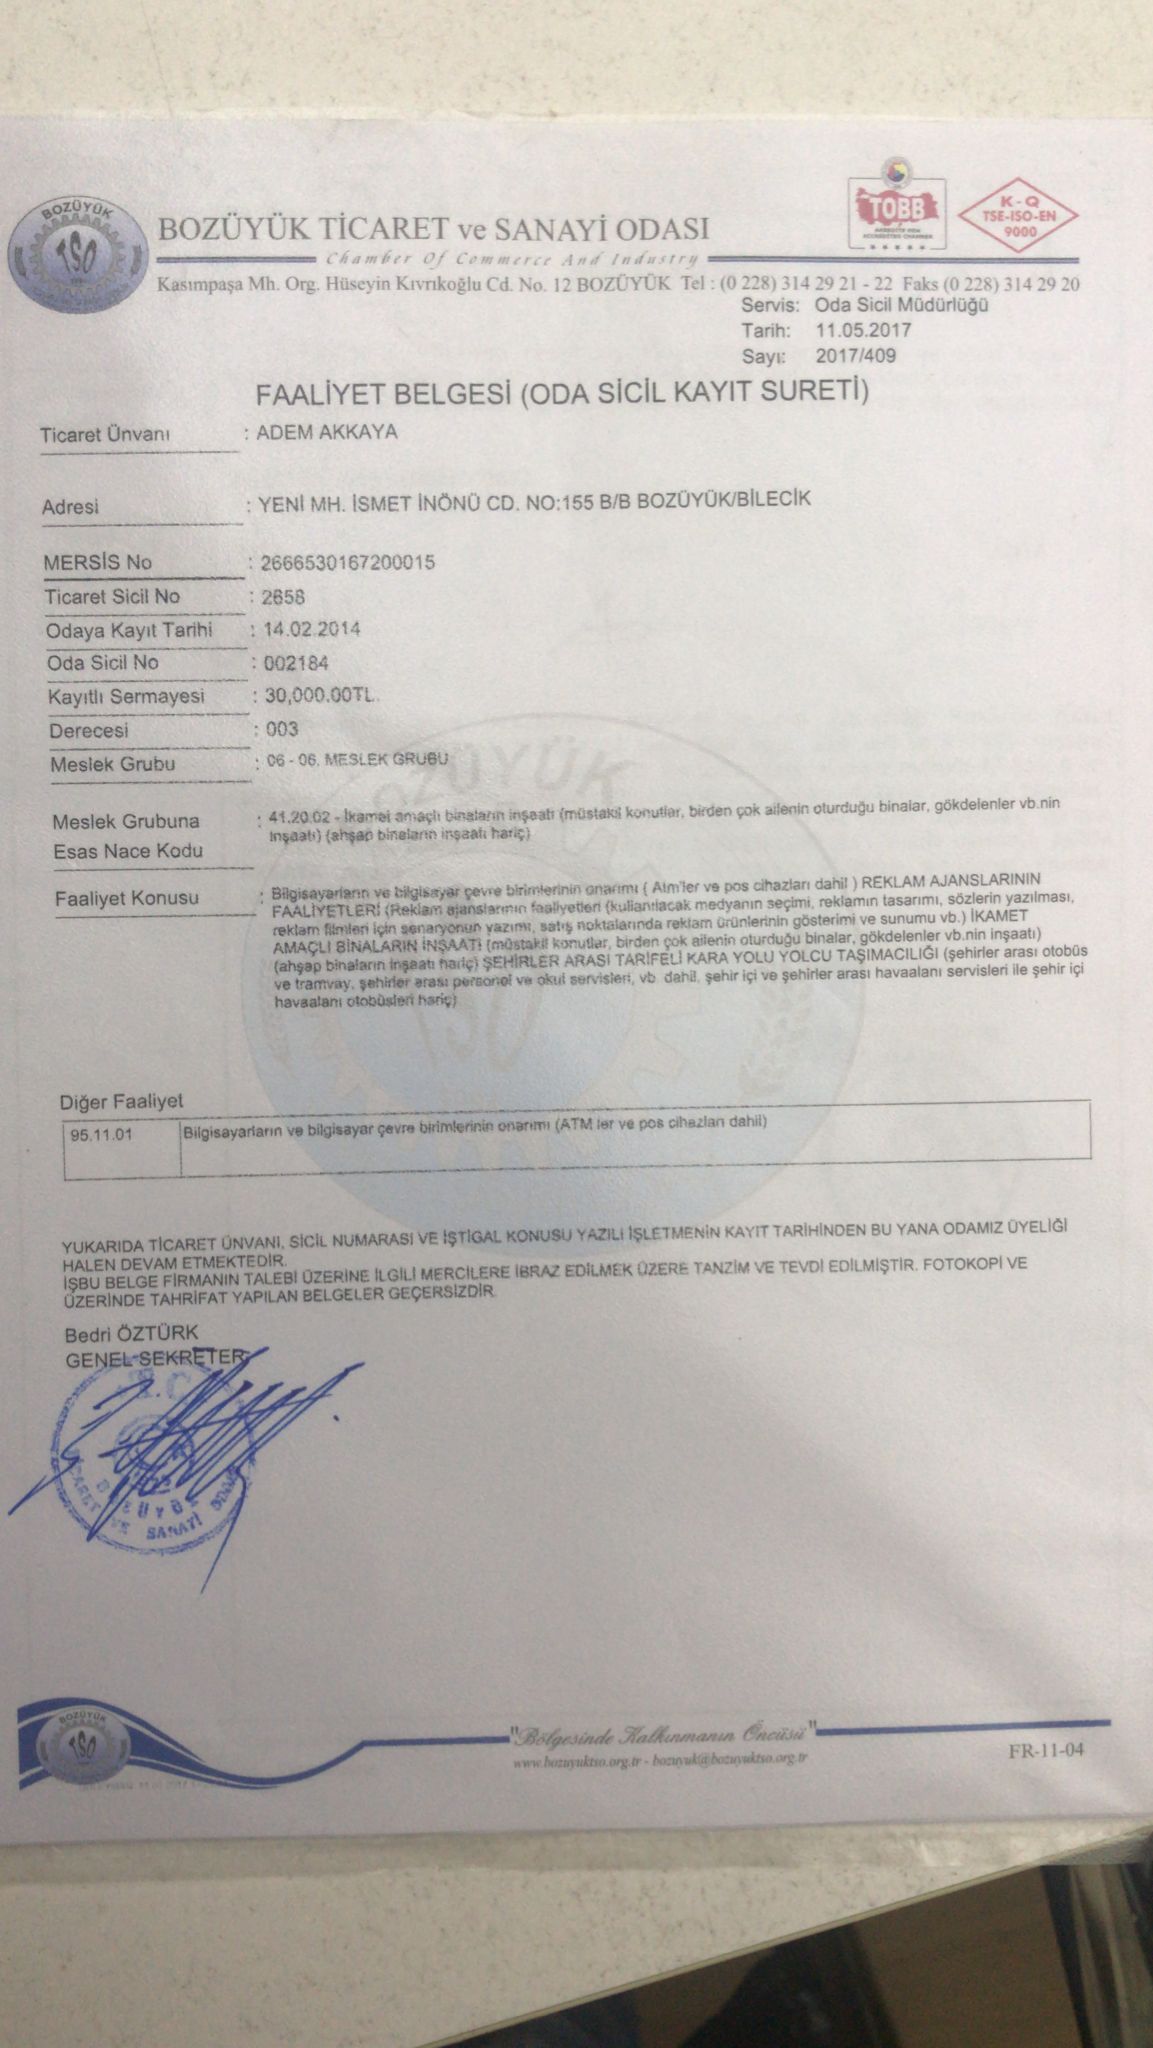 BOZÜYÜK
TSO
BOZÜYÜK TİCARET ve SANAYİ ODASI
Chamber Of Commerce And Industry
TOBB
ACCREDITED CHAMBER
K-Q
TSE-ISO-EN
9000
Kasımpaşa Mh. Org. Hüseyin Kıvrıkoğlu Cd. No. 12 BOZÜYÜK Tel : (0 228) 314 29 21 - 22 Faks (0 228) 314 29 20
Servis: Oda Sicil Müdürlüğü
Tarih: 11.05.2017
Sayı: 2017/409
FAALİYET BELGESİ (ODA SİCİL KAYIT SURETİ)
Ticaret Ünvanı : ADEM AKKAYA
Adresi : YENİ MH. İSMET İNÖNÜ CD. NO:155 B/B BOZÜYÜK/BİLECİK
MERSİS No : 2666530167200015
Ticaret Sicil No : 2658
Odaya Kayıt Tarihi : 14.02.2014
Oda Sicil No : 002184
Kayıtlı Sermayesi : 30,000.00TL.
Derecesi : 003
Meslek Grubu : 06 - 06. MESLEK GRUBU
Meslek Grubuna : 41.20.02 - İkamet amaçlı binaların inşaatı (müstakil konutlar, birden çok ailenin oturduğu binalar, gökdelenler vb.nin
Esas Nace Kodu inşaatı) (ahşap binaların inşaatı hariç)
Faaliyet Konusu : Bilgisayarların ve bilgisayar çevre birimlerinin onarımı ( Atm'ler ve pos cihazları dahil ) REKLAM AJANSLARININ
FAALİYETLERİ (Reklam ajanslarının faaliyetleri (kullanılacak medyanın seçimi, reklamın tasarımı, sözlerin yazılması,
reklam filmleri için senaryonun yazımı, satış noktalarında reklam ürünlerinin gösterimi ve sunumu vb.) İKAMET
AMAÇLI BİNALARIN İNŞAATI (müstakil konutlar, birden çok ailenin oturduğu binalar, gökdelenler vb.nin inşaatı)
(ahşap binaların inşaatı hariç) ŞEHİRLER ARASI TARİFELİ KARA YOLU YOLCU TAŞIMACILIĞI (şehirler arası otobüs
ve tramvay, şehirler arası personel ve okul servisleri, vb. dahil, şehir içi ve şehirler arası havaalanı servisleri ile şehir içi
havaalanı otobüsleri hariç)
Diğer Faaliyet
95.11.01 Bilgisayarların ve bilgisayar çevre birimlerinin onarımı (ATM ler ve pos cihazları dahil)
YUKARIDA TİCARET ÜNVANI, SİCİL NUMARASI VE İŞTİGAL KONUSU YAZILI İŞLETMENİN KAYIT TARİHİNDEN BU YANA ODAMIZ ÜYELİĞİ
HALEN DEVAM ETMEKTEDİR.
İŞBU BELGE FİRMANIN TALEBİ ÜZERİNE İLGİLİ MERCİLERE İBRAZ EDİLMEK ÜZERE TANZİM VE TEVDİ EDİLMİŞTİR. FOTOKOPİ VE
ÜZERİNDE TAHRİFAT YAPILAN BELGELER GEÇERSİZDİR.
Bedri ÖZTÜRK
GENEL SEKRETER
T.C.
BOZÜYÜK
TİCARET VE SANAYİ ODASI
BOZÜYÜK
TSO
"Bölgesinde Kalkınmanın Öncüsü"
www.bozuyuktso.org.tr - bozuyuk@bozuyuktso.org.tr
FR-11-04